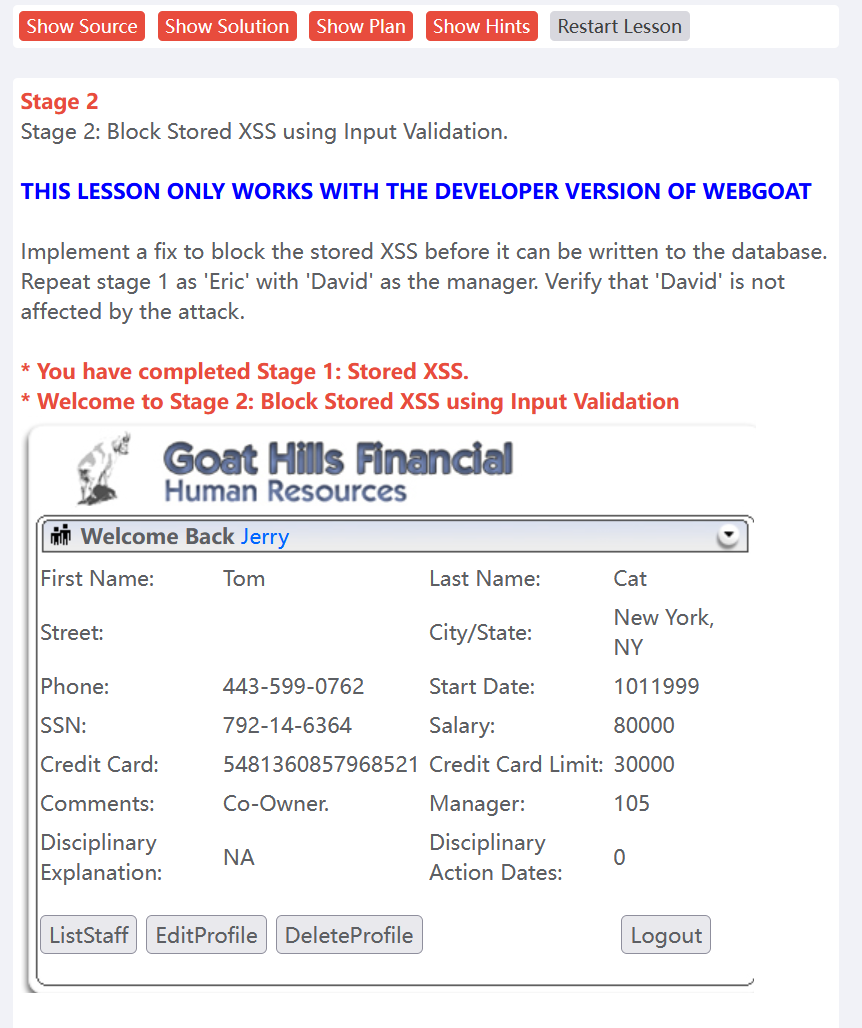 Show Source Show Solution Show Plan Show Hints Restart Lesson
Stage 2
Stage 2: Block Stored XSS using Input Validation.
THIS LESSON ONLY WORKS WITH THE DEVELOPER VERSION OF WEBGOAT
Implement a fix to block the stored XSS before it can be written to the database.
Repeat stage 1 as 'Eric' with 'David' as the manager. Verify that 'David' is not
affected by the attack.
* You have completed Stage 1: Stored XSS.
* Welcome to Stage 2: Block Stored XSS using Input Validation
Goat Hills Financial
Human Resources
Welcome Back Jerry
First Name: Tom Last Name: Cat
Street: City/State: New York,
NY
Phone: 443-599-0762 Start Date: 1011999
SSN: 792-14-6364 Salary: 80000
Credit Card: 5481360857968521 Credit Card Limit: 30000
Comments: Co-Owner. Manager: 105
Disciplinary
Explanation: NA Disciplinary
Action Dates: 0
ListStaff EditProfile DeleteProfile Logout